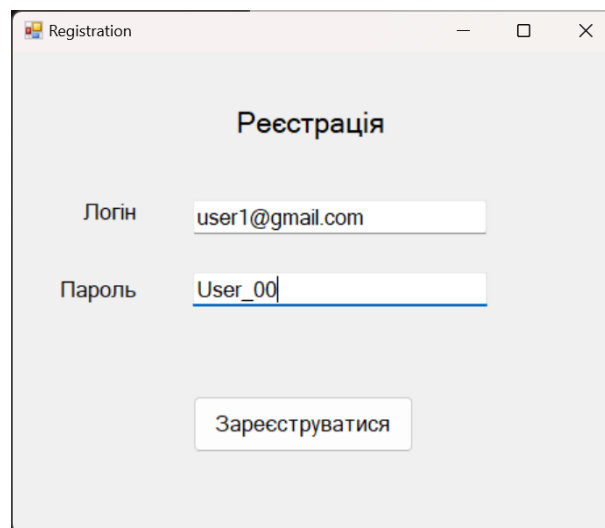 Registration
Реєстрація
Логін
user1@gmail.com
Пароль
User_00
Зареєструватися